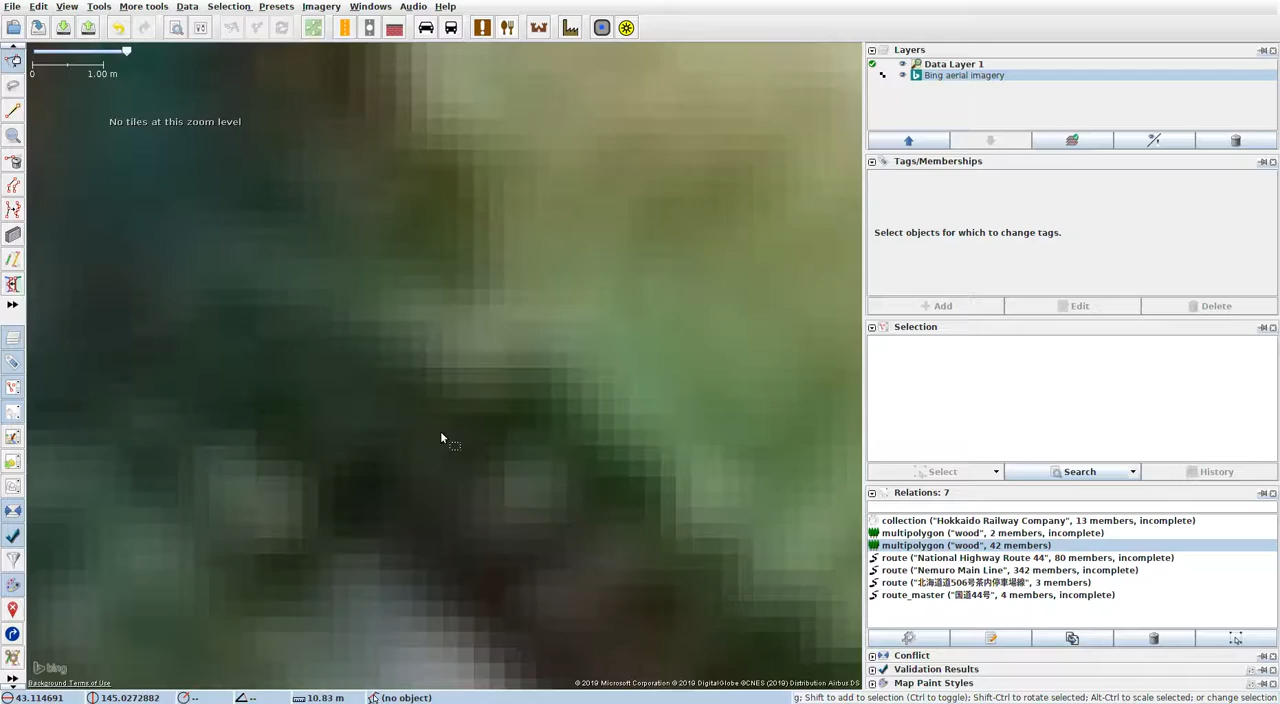 File Edit View Tools More tools Data Selection Presets Imagery Windows Audio Help
0 1.00 m
No tiles at this zoom level
Layers
Data Layer 1
Bing aerial imagery
Tags/Memberships
Select objects for which to change tags.
Add Edit Delete
Selection
Select Search History
Relations: 7
collection ("Hokkaido Railway Company", 13 members, incomplete)
multipolygon ("wood", 2 members, incomplete)
multipolygon ("wood", 42 members)
route ("National Highway Route 44", 80 members, incomplete)
route ("Nemuro Main Line", 342 members, incomplete)
route ("北海道道506号茶内停車場線", 3 members)
route_master ("国道44号", 4 members, incomplete)
Conflict
bing
Validation Results
Background Terms of Use
© 2019 Microsoft Corporation © 2019 DigitalGlobe ©CNES (2019) Distribution Airbus DS
Map Paint Styles
43.114691 145.0272882 -- -- 10.83 m (no object)
g; Shift to add to selection (Ctrl to toggle); Shift-Ctrl to rotate selected; Alt-Ctrl to scale selected; or change selection